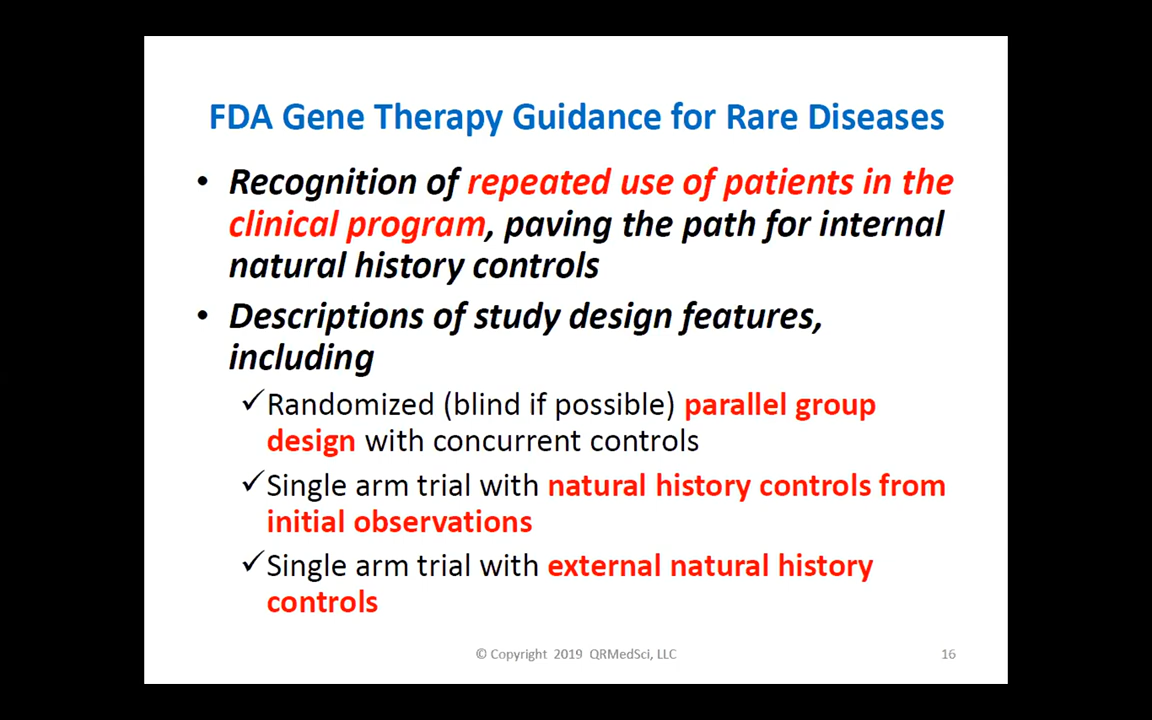 FDA Gene Therapy Guidance for Rare Diseases
• Recognition of repeated use of patients in the
clinical program, paving the path for internal
natural history controls
• Descriptions of study design features,
including
✓Randomized (blind if possible) parallel group
design with concurrent controls
✓Single arm trial with natural history controls from
initial observations
✓Single arm trial with external natural history
controls
© Copyright 2019 QRMedSci, LLC
16